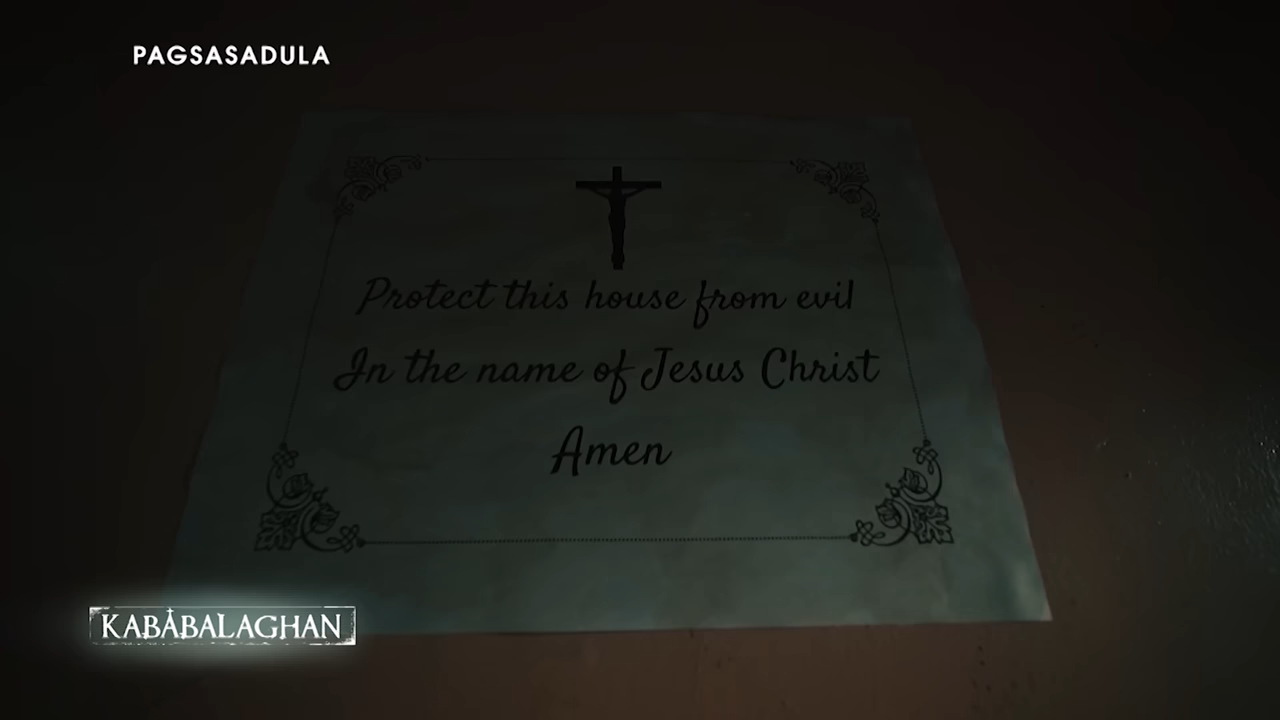 PAGSASADULA
Protect this house from evil
In the name of Jesus Christ
Amen
KABABALAGHAN